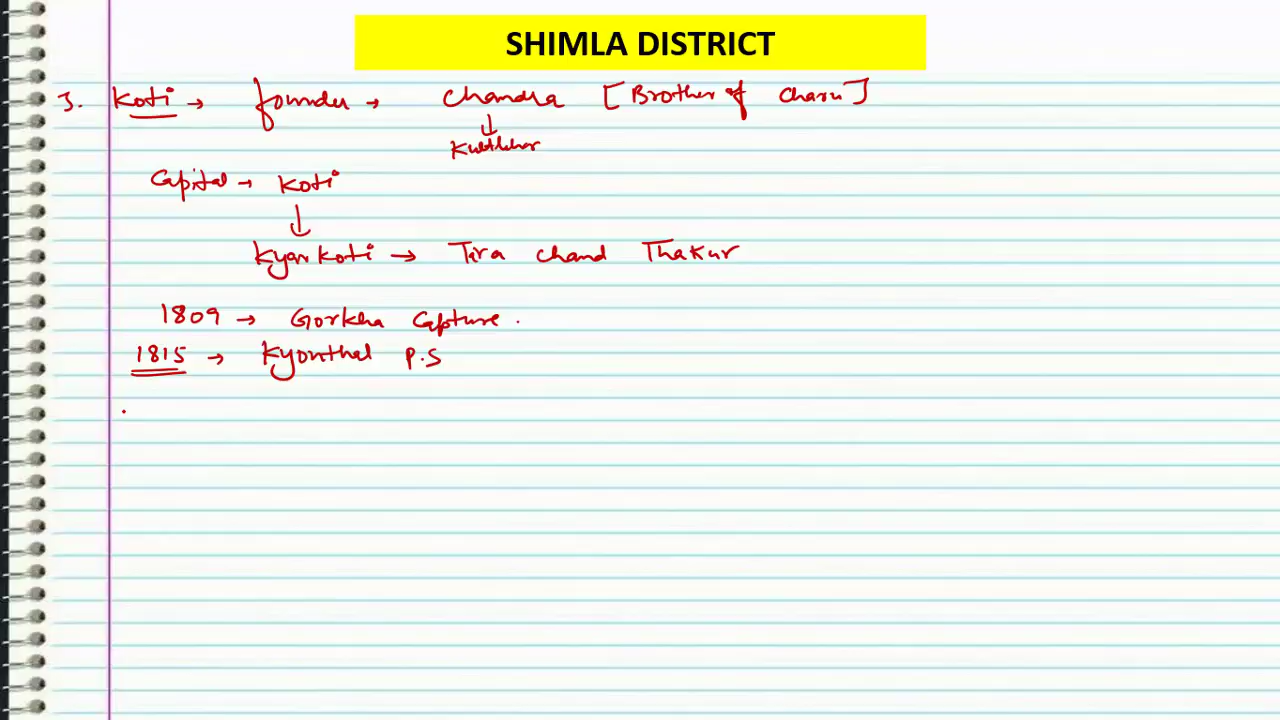 SHIMLA DISTRICT
3. Koti → founder → Chandra [Brother of Charu]
↓
Kutlehar
Capital → Koti
↓
Kyarkoti → Tira Chand Thakur
1809 → Gorkha Capture.
1815 → Kyonthal P.S